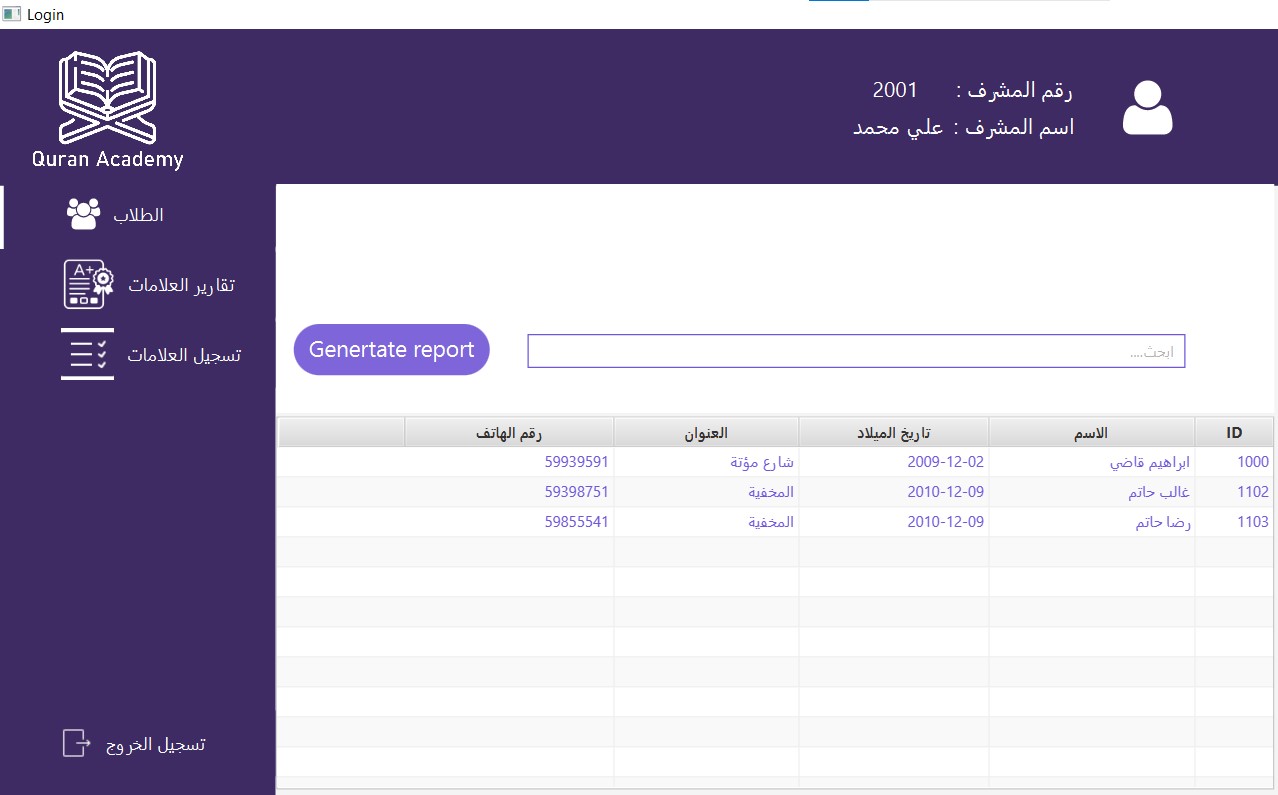 Login
Quran Academy
رقم المشرف : 2001
اسم المشرف : علي محمد
الطلاب
A+
تقارير العلامات
تسجيل العلامات
تسجيل الخروج
Genertate report
ابحث....
ID الاسم تاريخ الميلاد العنوان رقم الهاتف
1000 ابراهيم قاضي 2009-12-02 شارع مؤتة 59939591
1102 غالب حاتم 2010-12-09 المخفية 59398751
1103 رضا حاتم 2010-12-09 المخفية 59855541